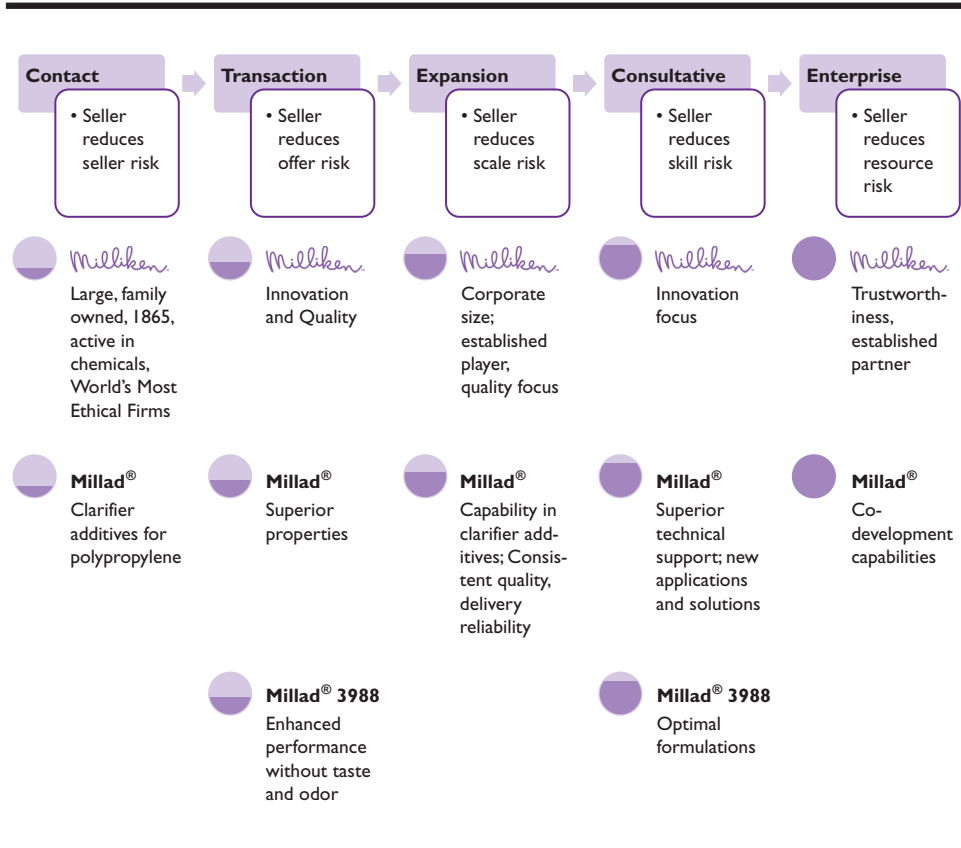 Contact
• Seller
reduces
seller risk
Transaction
• Seller
reduces
offer risk
Expansion
• Seller
reduces
scale risk
Consultative
• Seller
reduces
skill risk
Enterprise
• Seller
reduces
resource
risk
Milliken.
Large, family
owned, 1865,
active in
chemicals,
World’s Most
Ethical Firms
Milliken.
Innovation
and Quality
Milliken.
Corporate
size;
established
player,
quality focus
Milliken.
Innovation
focus
Milliken.
Trustworth-
iness,
established
partner
Millad®
Clarifier
additives for
polypropylene
Millad®
Superior
properties
Millad®
Capability in
clarifier add-
itives; Consis-
tent quality,
delivery
reliability
Millad®
Superior
technical
support; new
applications
and solutions
Millad®
Co-
development
capabilities
Millad® 3988
Enhanced
performance
without taste
and odor
Millad® 3988
Optimal
formulations